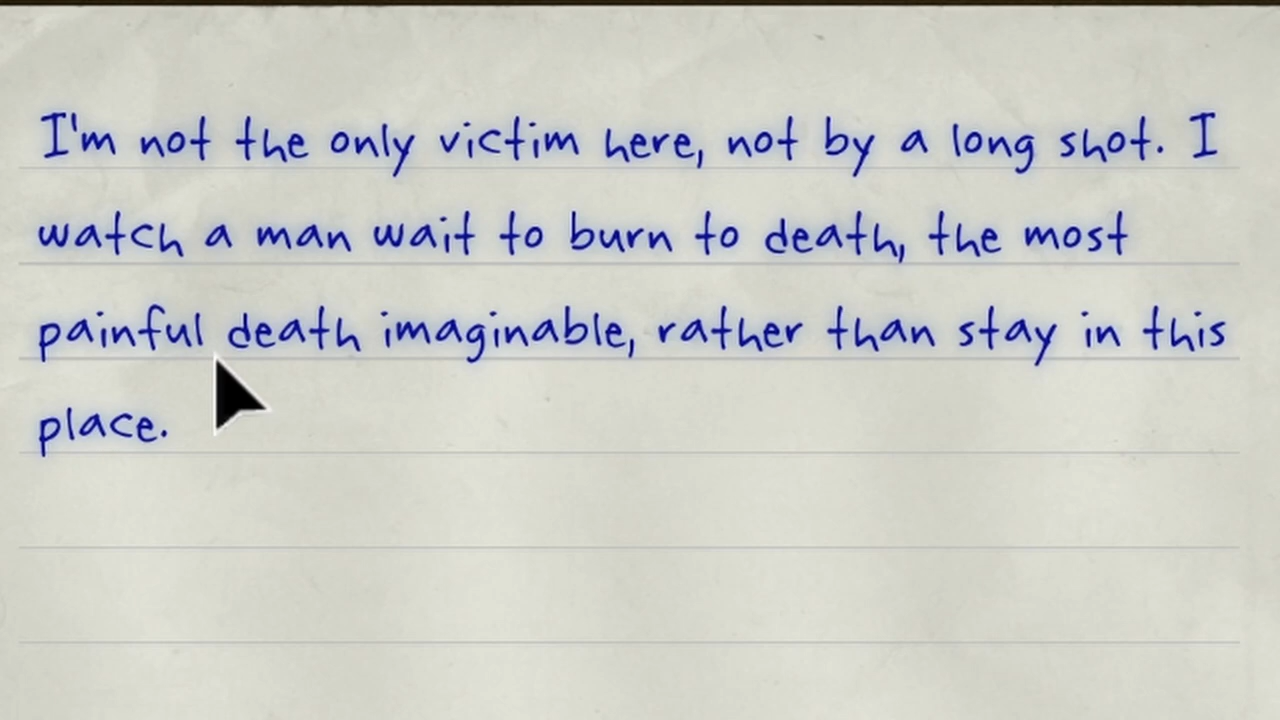 I'm not the only victim here, not by a long shot. I
watch a man wait to burn to death, the most
painful death imaginable, rather than stay in this
place.